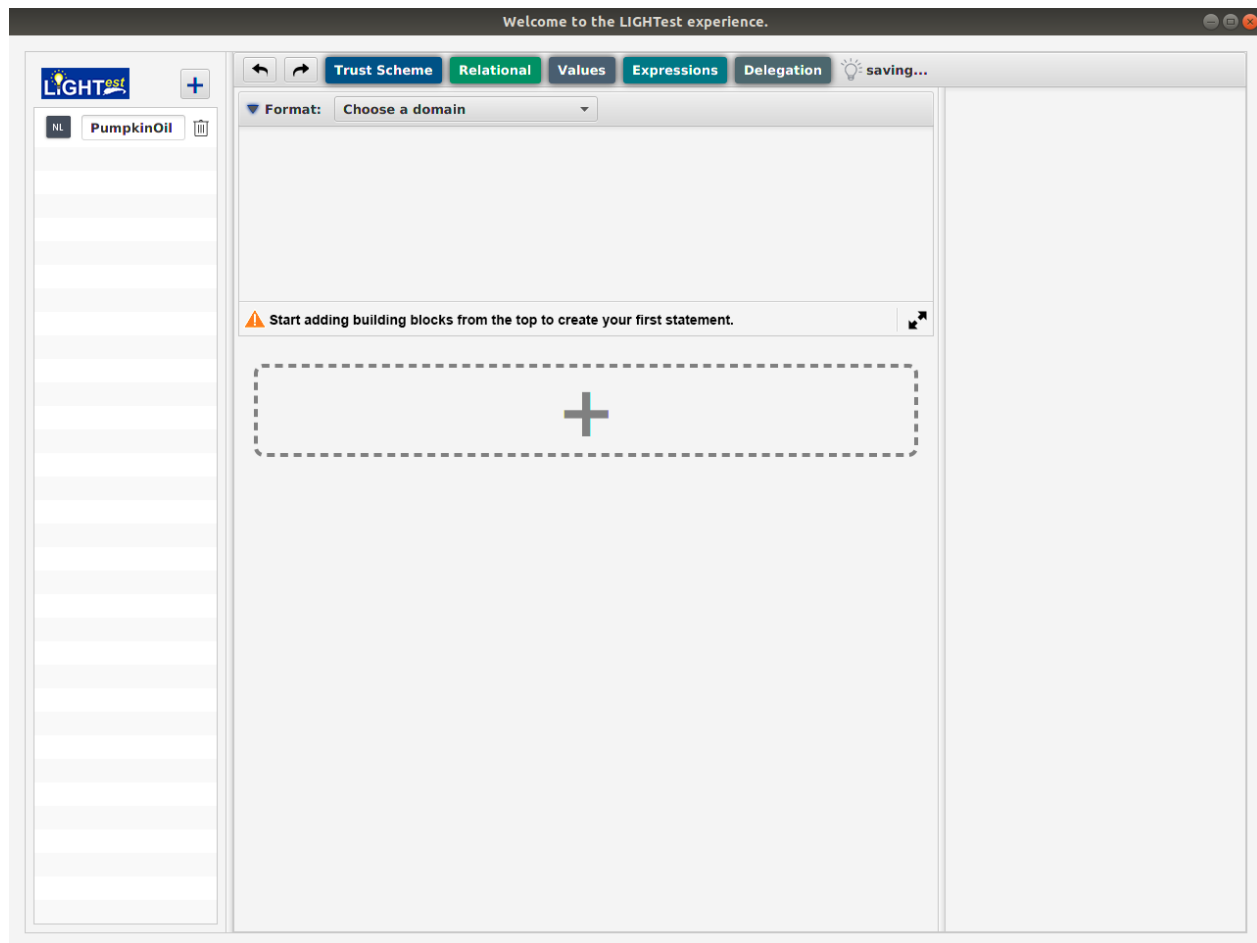 Welcome to the LIGHTest experience.
LiGHTest
Trust Scheme Relational Values Expressions Delegation saving...
NL PumpkinOil
Format: Choose a domain
Start adding building blocks from the top to create your first statement.